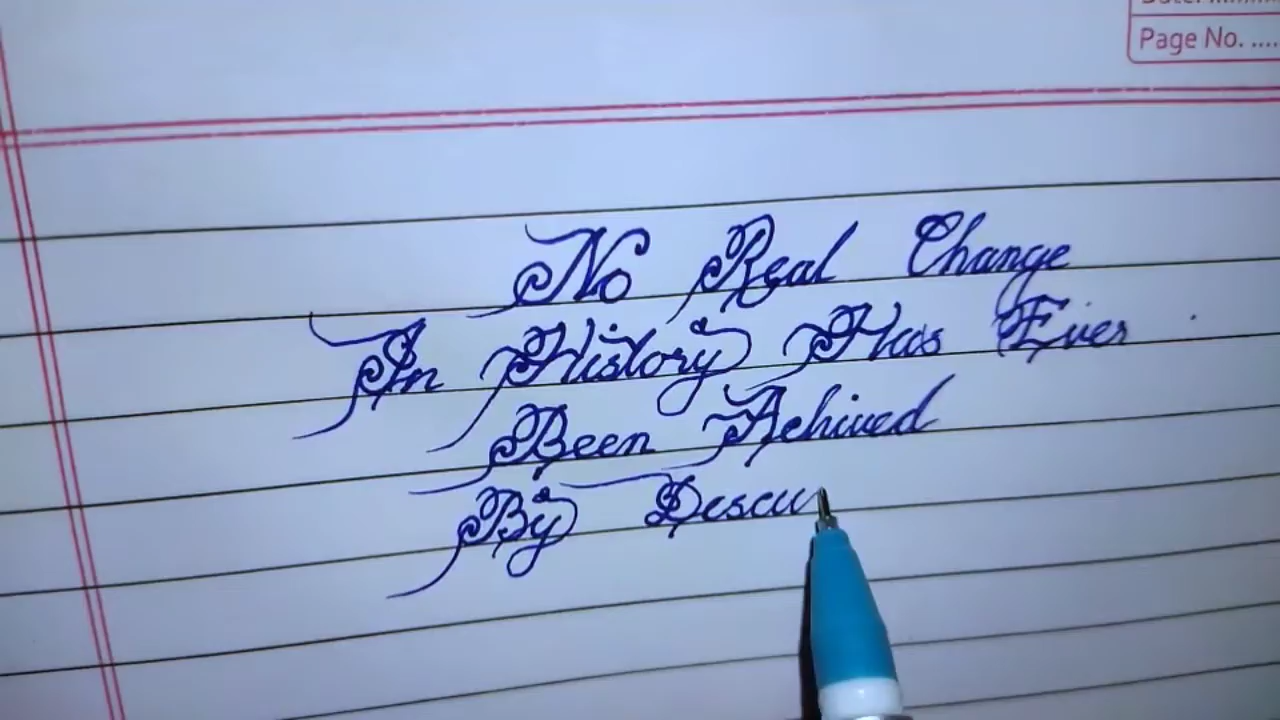 Page No. ....
No Real Change
In History Has Ever
Been Achived
By Descu